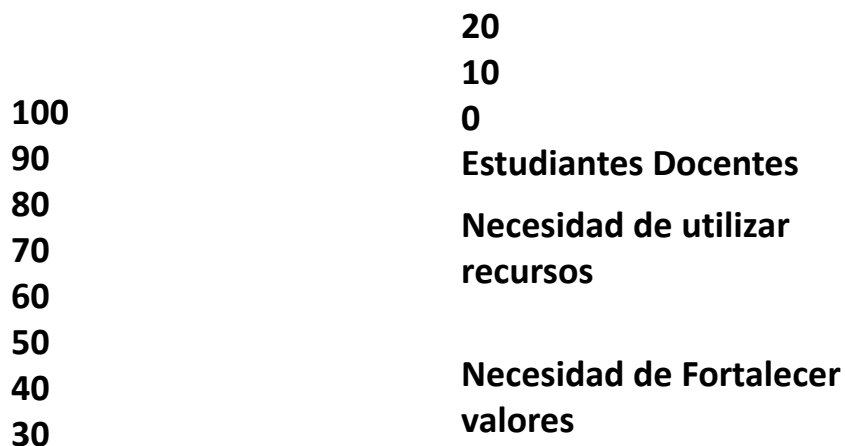 100
90
80
70
60
50
40
30
20
10
0
Estudiantes Docentes
Necesidad de utilizar
recursos
Necesidad de Fortalecer
valores